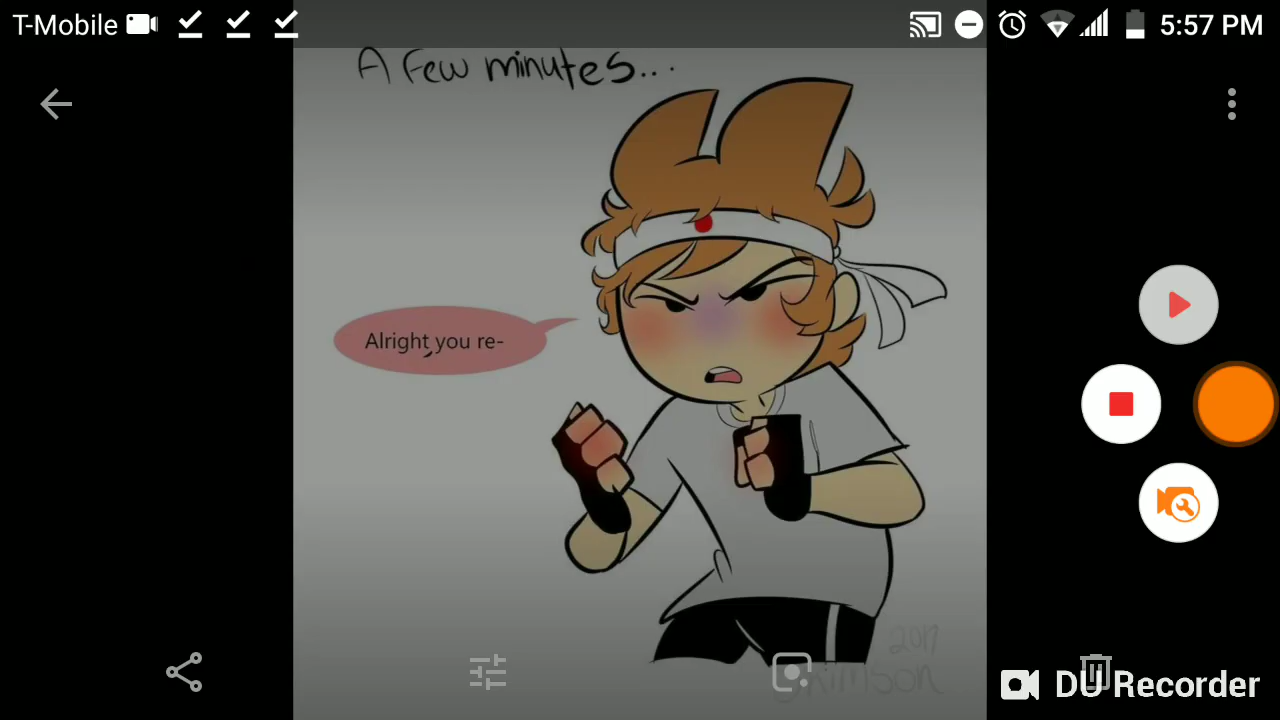 T-Mobile 5:57 PM
A Few minutes...
Alright, you re-
2017
DU Recorder